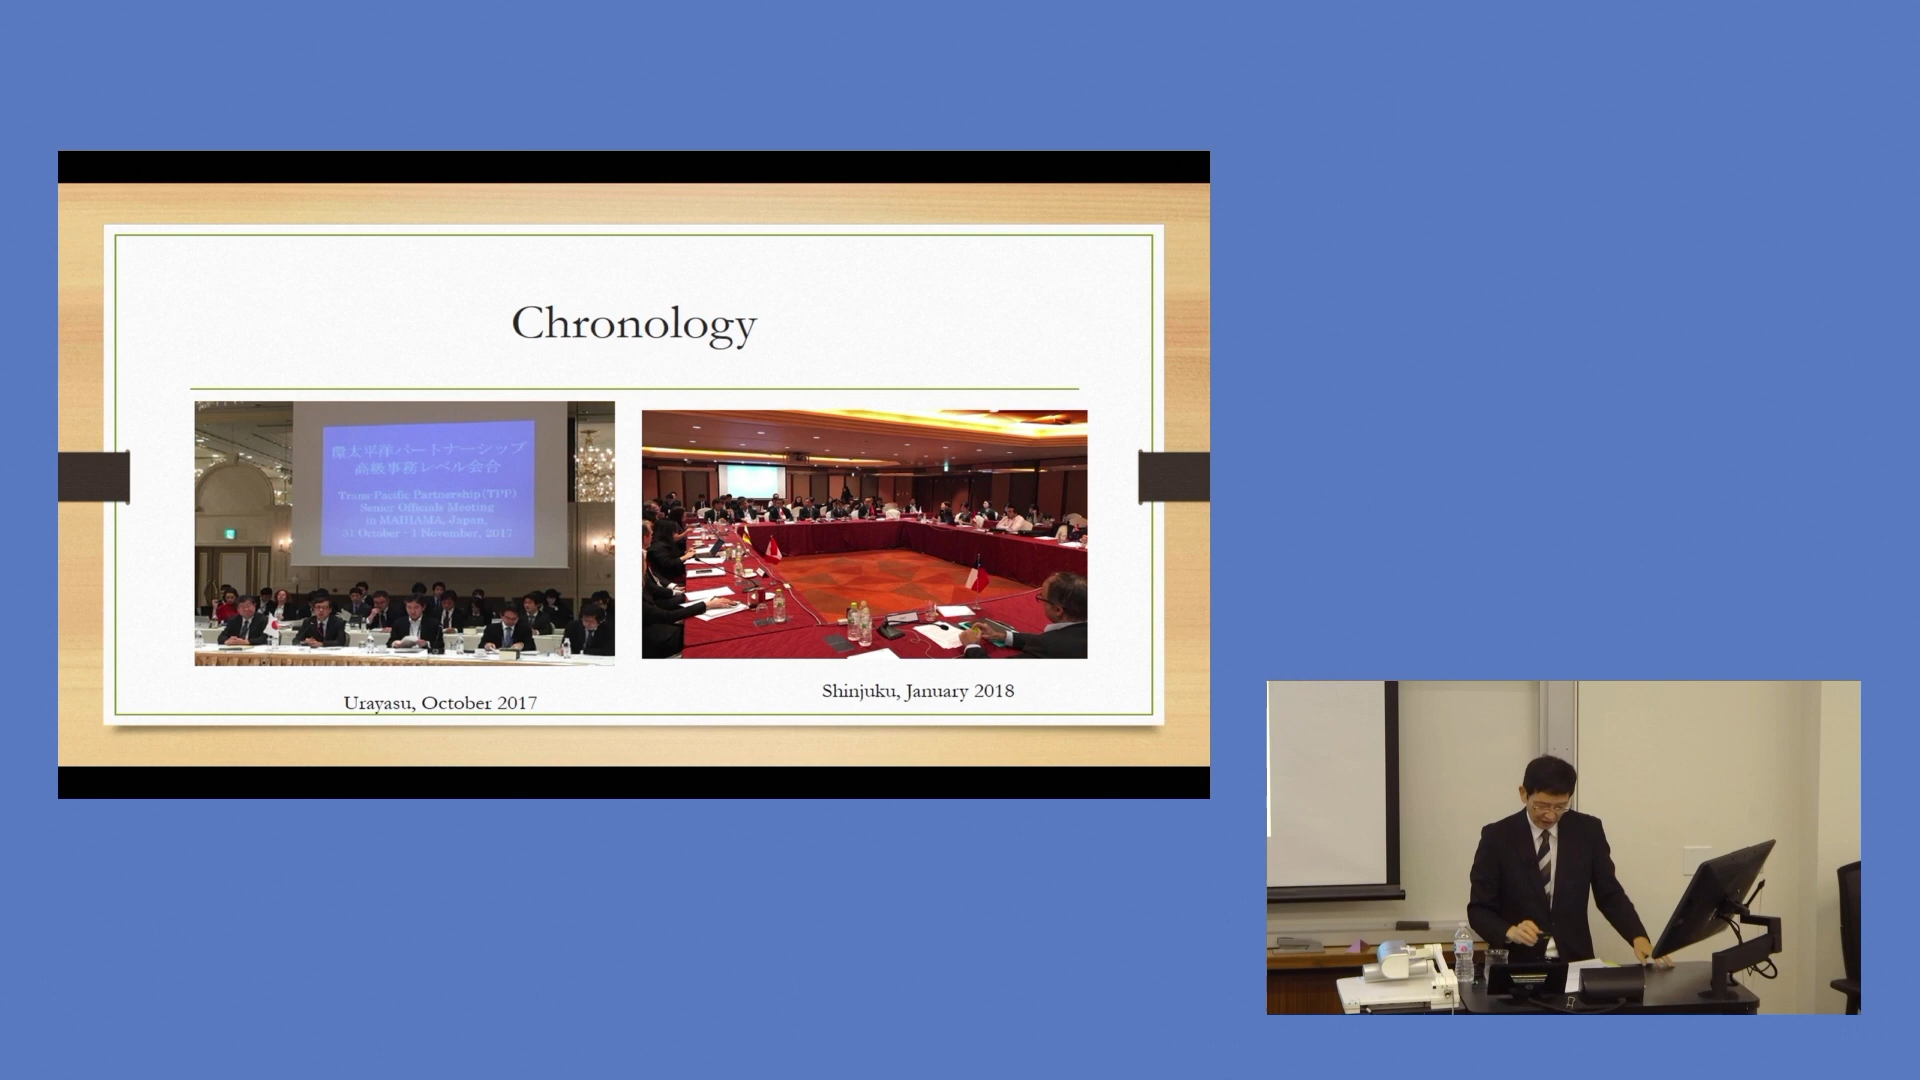 Chronology
環太平洋パートナーシップ
高級事務レベル会合
Trans-Pacific Partnership(TPP)
Senior Officials Meeting
in MAIHAMA, Japan,
31 October - 1 November, 2017
Urayasu, October 2017
Shinjuku, January 2018